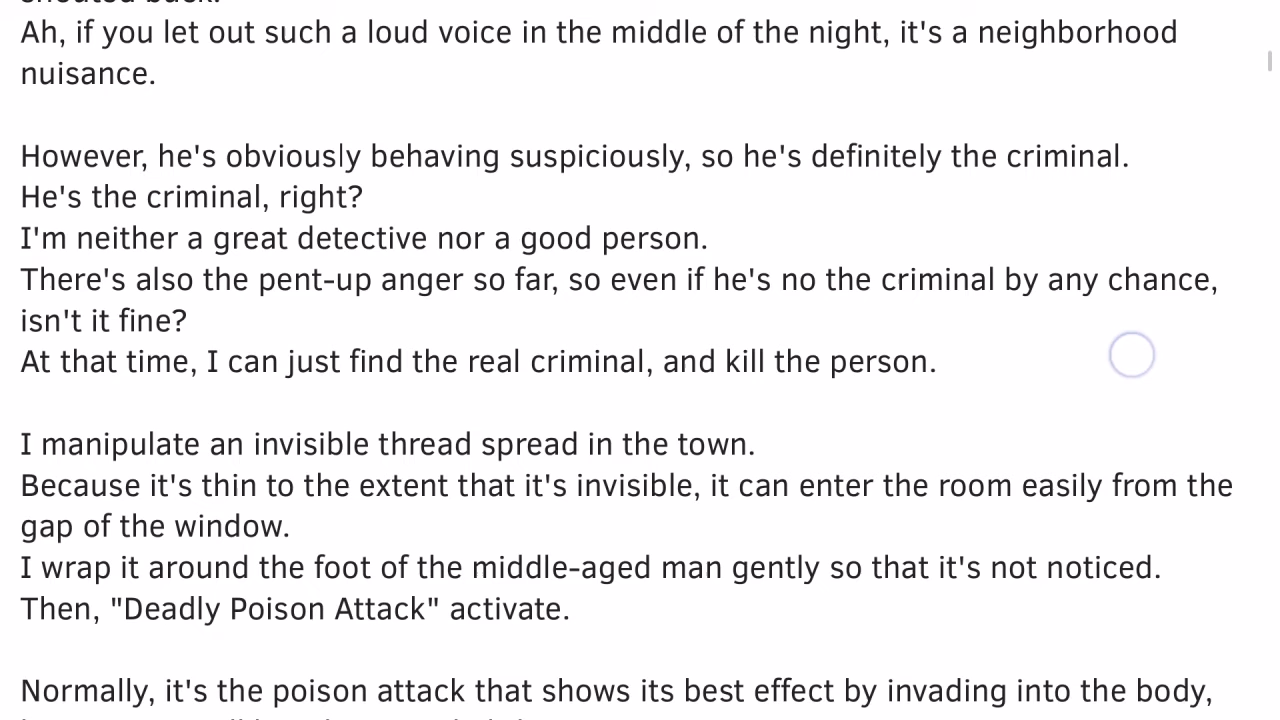 Ah, if you let out such a loud voice in the middle of the night, it's a neighborhood
nuisance.
However, he's obviously behaving suspiciously, so he's definitely the criminal.
He's the criminal, right?
I'm neither a great detective nor a good person.
There's also the pent-up anger so far, so even if he's no the criminal by any chance,
isn't it fine?
At that time, I can just find the real criminal, and kill the person.
I manipulate an invisible thread spread in the town.
Because it's thin to the extent that it's invisible, it can enter the room easily from the
gap of the window.
I wrap it around the foot of the middle-aged man gently so that it's not noticed.
Then, "Deadly Poison Attack" activate.
Normally, it's the poison attack that shows its best effect by invading into the body,